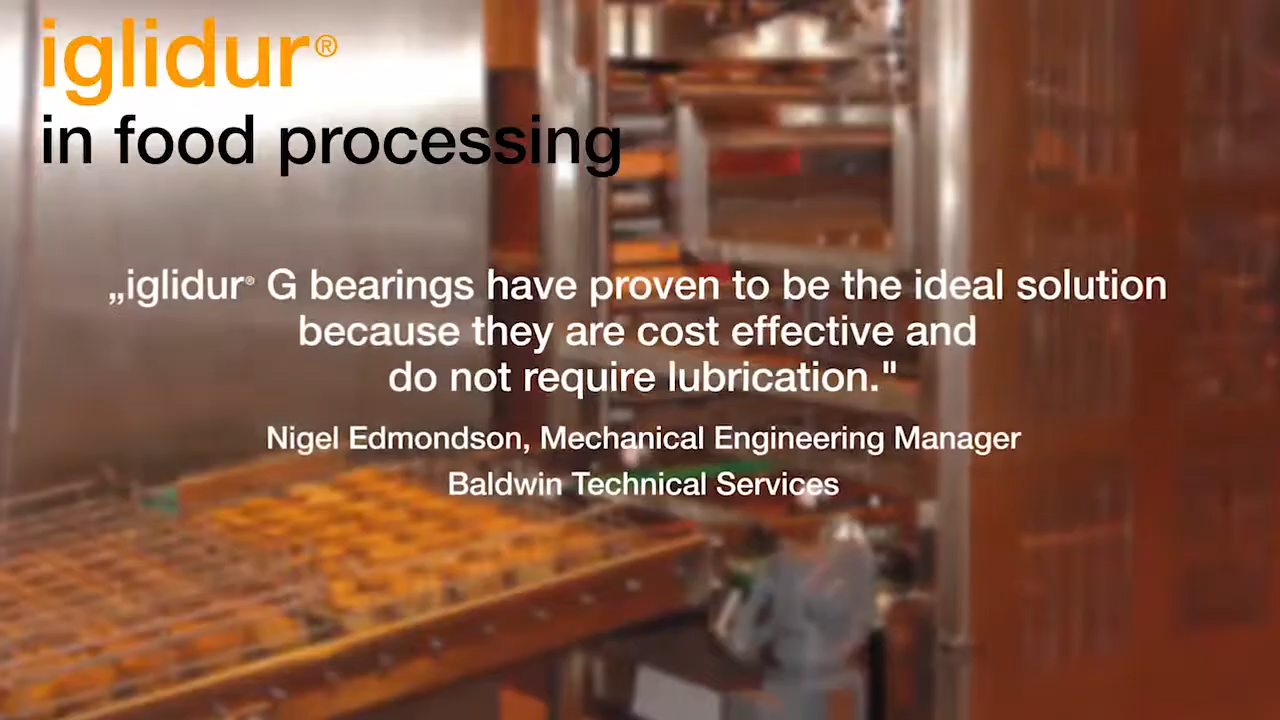 iglidur®
in food processing
„iglidur® G bearings have proven to be the ideal solution
because they are cost effective and
do not require lubrication."
Nigel Edmondson, Mechanical Engineering Manager
Baldwin Technical Services